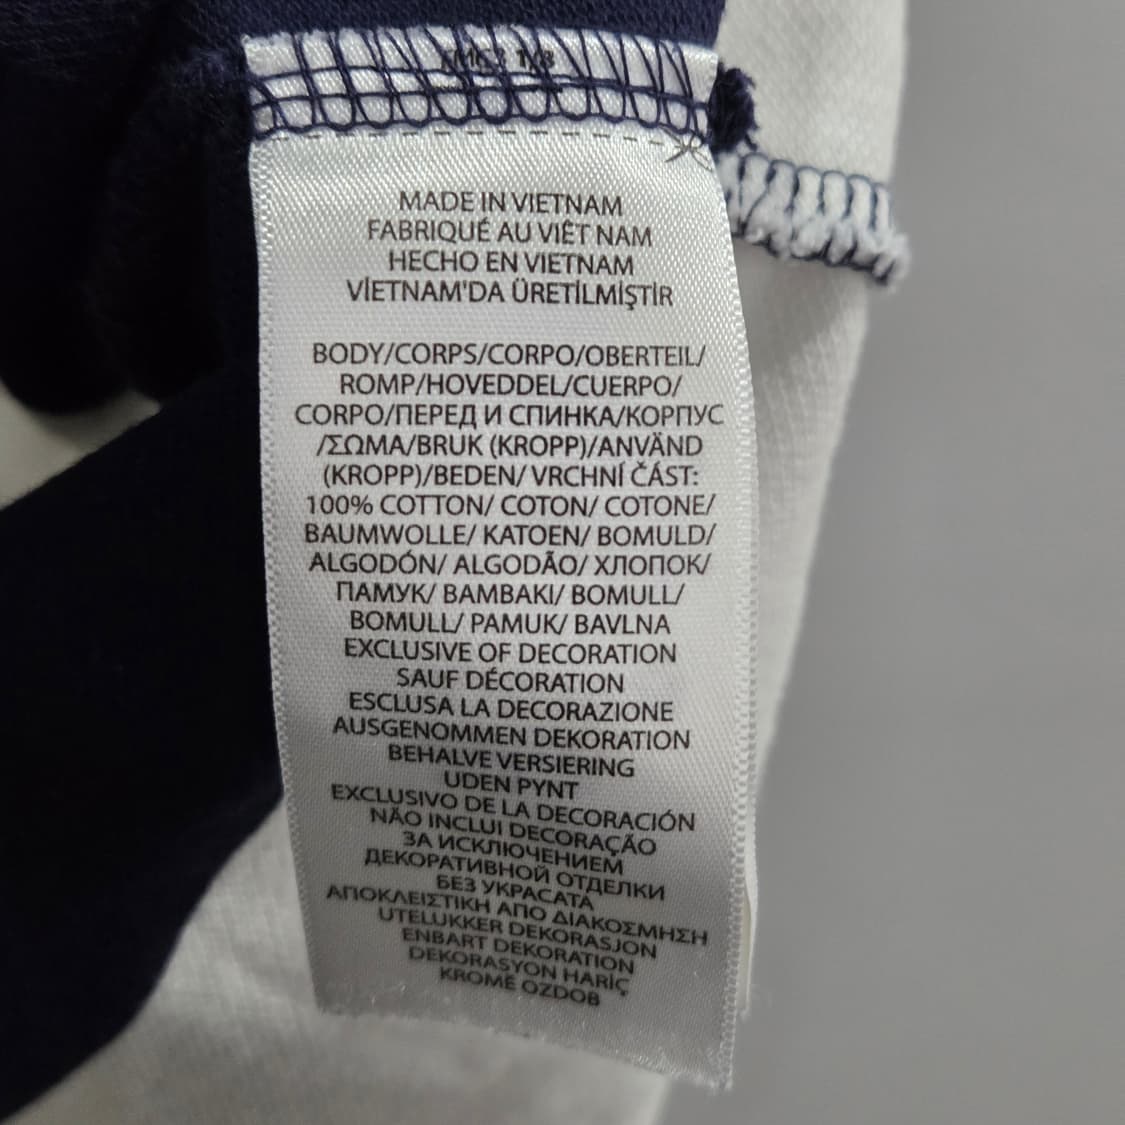 MADE IN VIETNAM
FABRIQUÉ AU VIÊT NAM
HECHO EN VIETNAM
VİETNAM'DA ÜRETİLMİŞTİR
BODY/CORPS/CORPO/OBERTEIL/
ROMP/HOVEDDEL/CUERPO/
CORPO/ПЕРЕД И СПИНКА/КОРПУС
/ΣΩΜΑ/BRUK (KROPP)/ANVÄND
(KROPP)/BEDEN/ VRCHNÍ ČÁST:
100% COTTON/ COTON/ COTONE/
BAUMWOLLE/ KATOEN/ BOMULD/
ALGODÓN/ ALGODÃO/ ХЛОПОК/
ПАМУК/ ΒΑΜΒΑΚΙ/ BOMULL/
BOMULL/ PAMUK/ BAVLNA
EXCLUSIVE OF DECORATION
SAUF DÉCORATION
ESCLUSA LA DECORAZIONE
AUSGENOMMEN DEKORATION
BEHALVE VERSIERING
UDEN PYNT
EXCLUSIVO DE LA DECORACIÓN
NÃO INCLUI DECORAÇÃO
ЗА ИСКЛЮЧЕНИЕМ
ДЕКОРАТИВНОЙ ОТДЕЛКИ
БЕЗ УКРАСАТА
ΑΠΟΚΛΕΙΣΤΙΚΗ ΑΠΟ ΔΙΑΚΟΣΜΗΣΗ
UTELUKKER DEKORASJON
ENBART DEKORATION
DEKORASYON HARİÇ
KROMĚ OZDOB